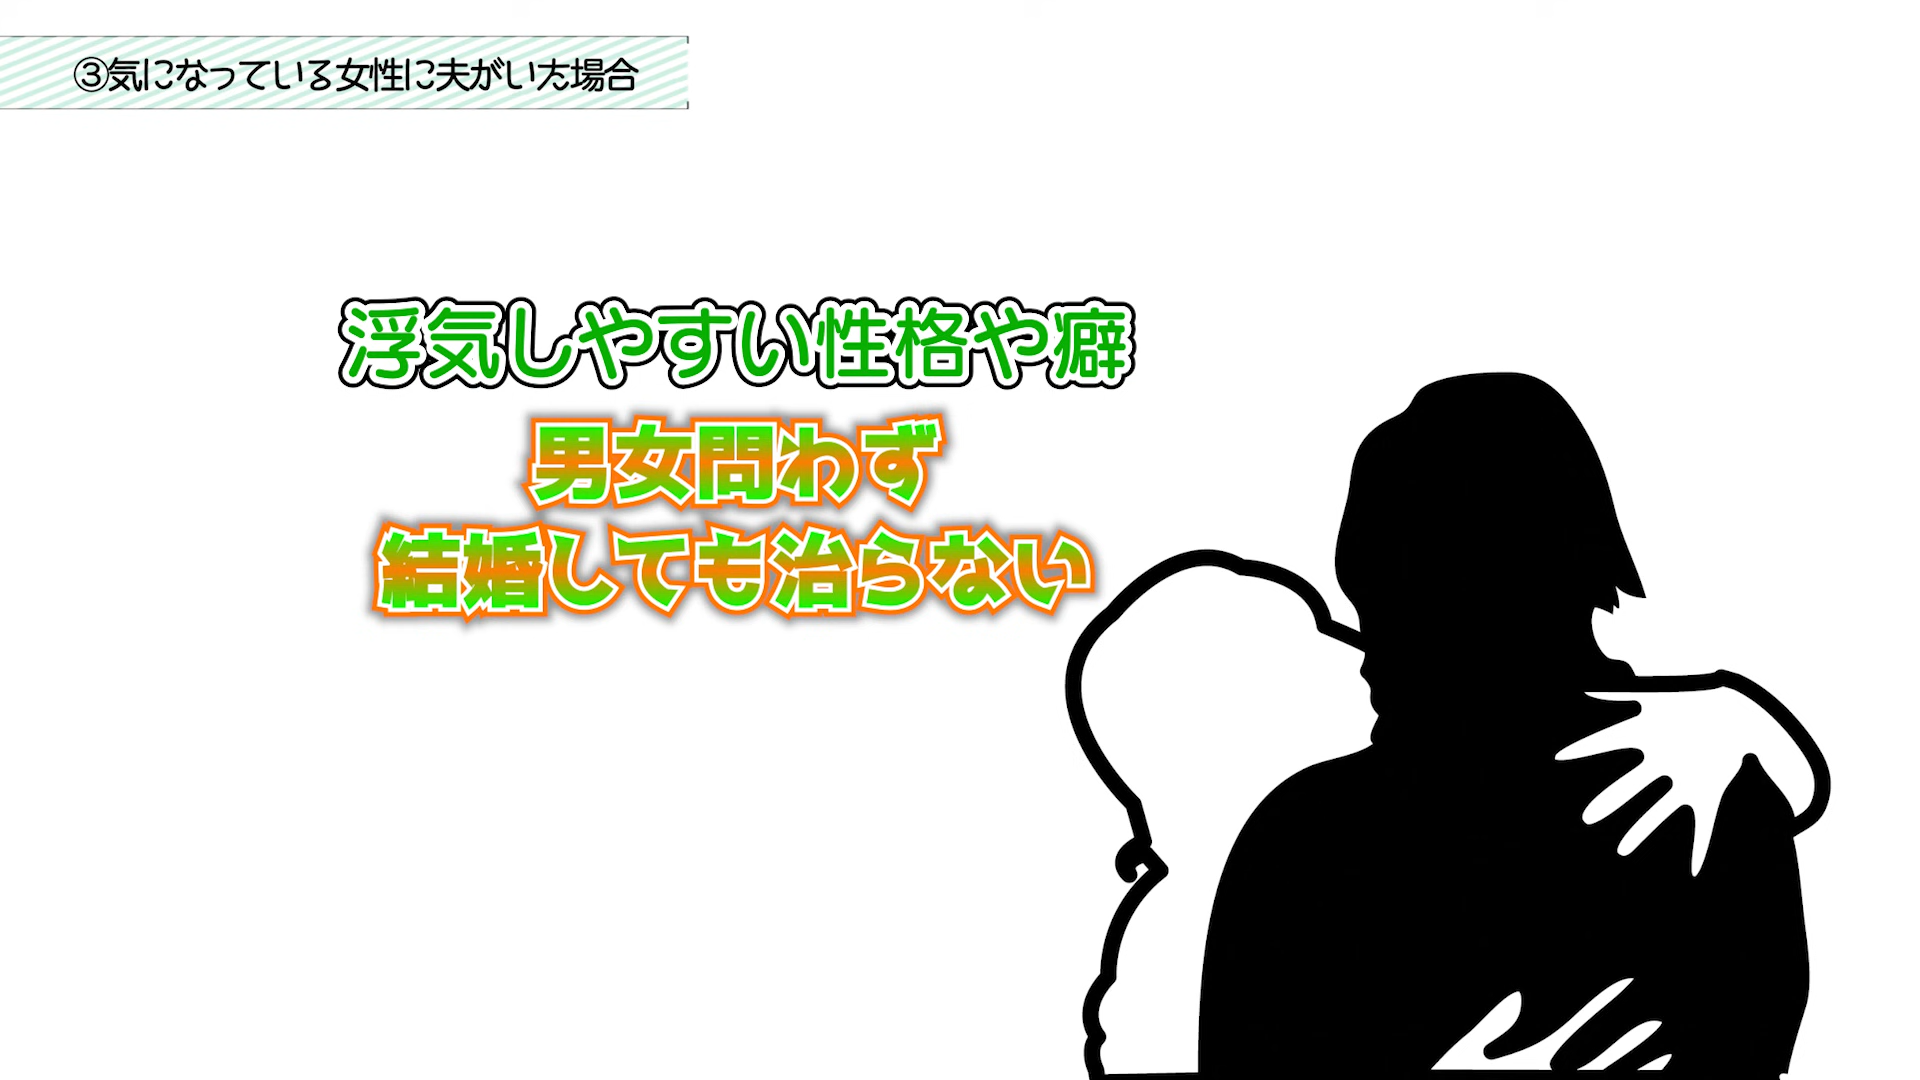 ③気になっている女性に夫がいた場合
浮気しやすい性格や癖
男女問わず
結婚しても治らない